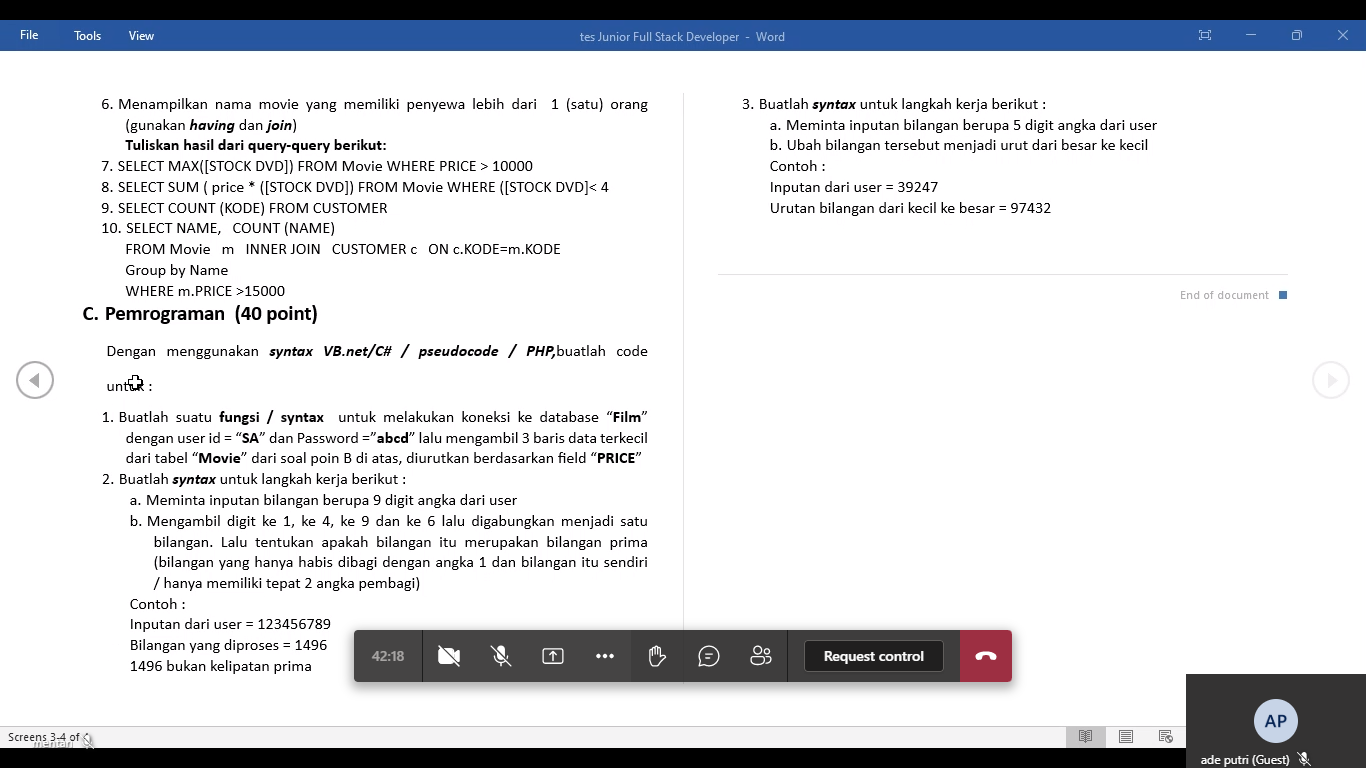 File Tools View
tes Junior Full Stack Developer - Word
6. Menampilkan nama movie yang memiliki penyewa lebih dari 1 (satu) orang
(gunakan having dan join)
Tuliskan hasil dari query-query berikut:
7. SELECT MAX([STOCK DVD]) FROM Movie WHERE PRICE > 10000
8. SELECT SUM ( price * ([STOCK DVD]) FROM Movie WHERE ([STOCK DVD]< 4
9. SELECT COUNT (KODE) FROM CUSTOMER
10. SELECT NAME, COUNT (NAME)
FROM Movie m INNER JOIN CUSTOMER c ON c.KODE=m.KODE
Group by Name
WHERE m.PRICE >15000
C. Pemrograman (40 point)
Dengan menggunakan syntax VB.net/C# / pseudocode / PHP,buatlah code
untuk :
1. Buatlah suatu fungsi / syntax untuk melakukan koneksi ke database “Film”
dengan user id = “SA” dan Password =”abcd” lalu mengambil 3 baris data terkecil
dari tabel “Movie” dari soal poin B di atas, diurutkan berdasarkan field “PRICE”
2. Buatlah syntax untuk langkah kerja berikut :
a. Meminta inputan bilangan berupa 9 digit angka dari user
b. Mengambil digit ke 1, ke 4, ke 9 dan ke 6 lalu digabungkan menjadi satu
bilangan. Lalu tentukan apakah bilangan itu merupakan bilangan prima
(bilangan yang hanya habis dibagi dengan angka 1 dan bilangan itu sendiri
/ hanya memiliki tepat 2 angka pembagi)
Contoh :
Inputan dari user = 123456789
Bilangan yang diproses = 1496
1496 bukan kelipatan prima
3. Buatlah syntax untuk langkah kerja berikut :
a. Meminta inputan bilangan berupa 5 digit angka dari user
b. Ubah bilangan tersebut menjadi urut dari besar ke kecil
Contoh :
Inputan dari user = 39247
Urutan bilangan dari kecil ke besar = 97432
End of document
42:18
Request control
Screens 3-4 of 4
mentari
AP
ade putri (Guest)